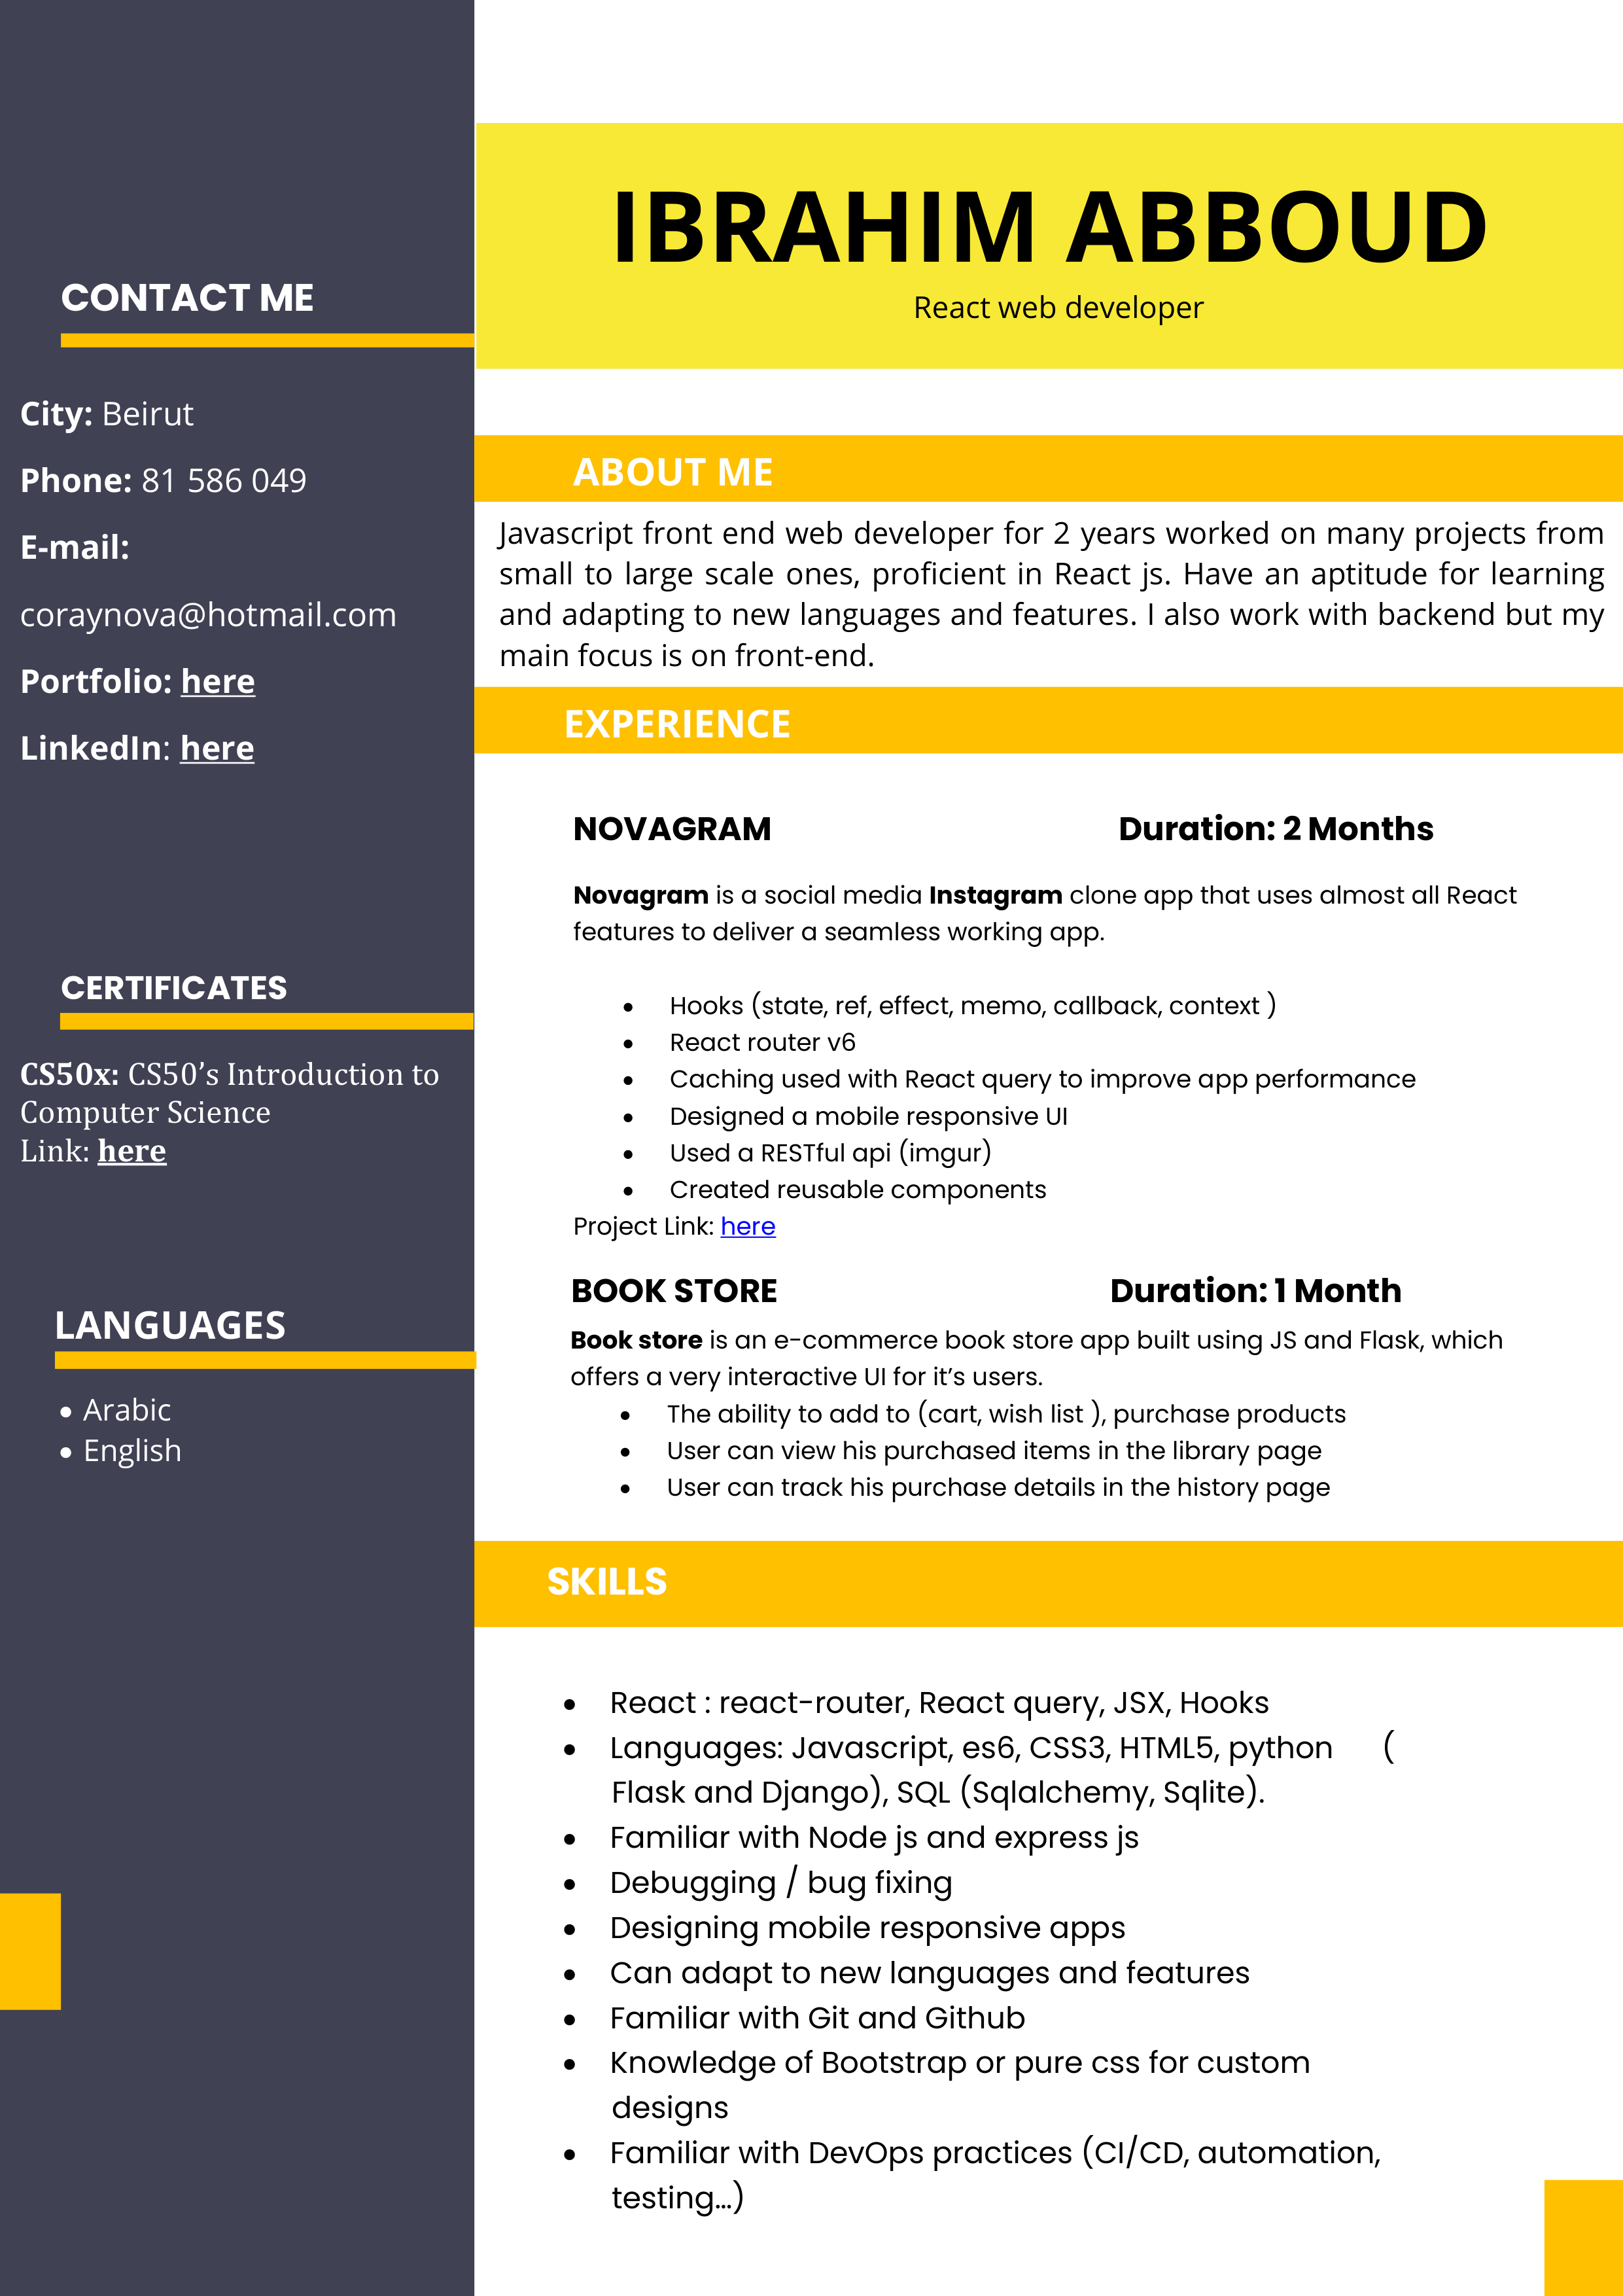 IBRAHIM ABBOUD
React web developer
CONTACT ME
City: Beirut
Phone: 81 586 049
E-mail:
coraynova@hotmail.com
Portfolio: here
LinkedIn: here
CERTIFICATES
CS50x: CS50’s Introduction to
Computer Science
Link: here
LANGUAGES
• Arabic
• English
ABOUT ME
Javascript front end web developer for 2 years worked on many projects from
small to large scale ones, proficient in React js. Have an aptitude for learning
and adapting to new languages and features. I also work with backend but my
main focus is on front-end.
EXPERIENCE
NOVAGRAM Duration: 2 Months
Novagram is a social media Instagram clone app that uses almost all React
features to deliver a seamless working app.
• Hooks (state, ref, effect, memo, callback, context )
• React router v6
• Caching used with React query to improve app performance
• Designed a mobile responsive UI
• Used a RESTful api (imgur)
• Created reusable components
Project Link: here
BOOK STORE Duration: 1 Month
Book store is an e-commerce book store app built using JS and Flask, which
offers a very interactive UI for it’s users.
• The ability to add to (cart, wish list ), purchase products
• User can view his purchased items in the library page
• User can track his purchase details in the history page
SKILLS
• React : react-router, React query, JSX, Hooks
• Languages: Javascript, es6, CSS3, HTML5, python (
Flask and Django), SQL (Sqlalchemy, Sqlite).
• Familiar with Node js and express js
• Debugging / bug fixing
• Designing mobile responsive apps
• Can adapt to new languages and features
• Familiar with Git and Github
• Knowledge of Bootstrap or pure css for custom
designs
• Familiar with DevOps practices (CI/CD, automation,
testing…)